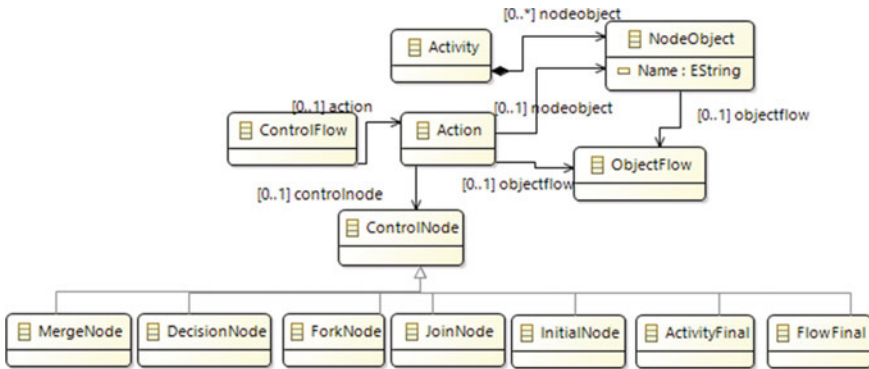 [0..*] nodeobject
Activity
NodeObject
Name : EString
[0..1] action
[0..1] nodeobject
[0..1] objectflow
ControlFlow
Action
ObjectFlow
[0..1] objectflow
[0..1] controlnode
ControlNode
MergeNode
DecisionNode
ForkNode
JoinNode
InitialNode
ActivityFinal
FlowFinal